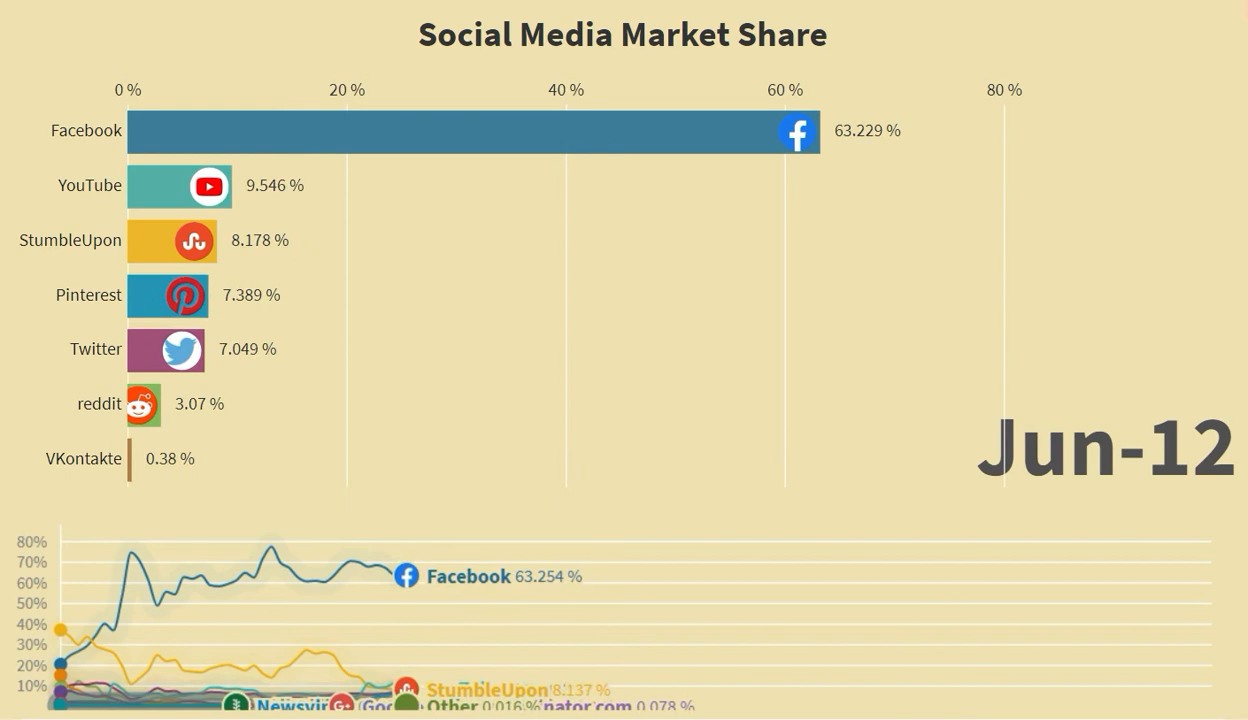 Social Media Market Share
0 % 20 % 40 % 60 % 80 %
Facebook 63.229 %
YouTube 9.546 %
StumbleUpon 8.178 %
Pinterest 7.389 %
Twitter 7.049 %
reddit 3.07 %
VKontakte 0.38 %
Jun-12
80%
70%
60% Facebook 63.254 %
50%
40%
30%
20%
10% StumbleUpon 8.137 %
Other 0.016 % 0.078 %